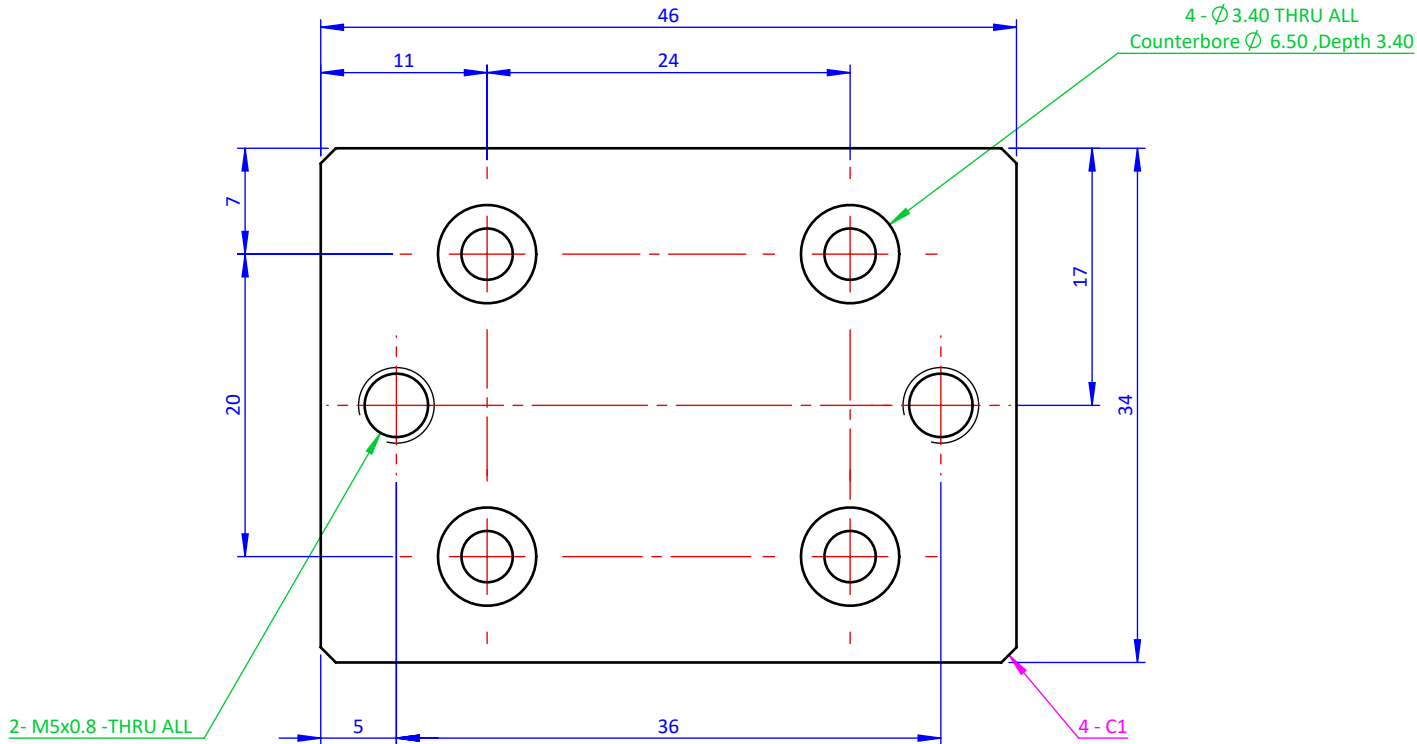 46
4 - ∅ 3.40 THRU ALL
Counterbore ∅ 6.50 ,Depth 3.40
11
24
7
17
20
34
2- M5x0.8 -THRU ALL
5
36
4 - C1